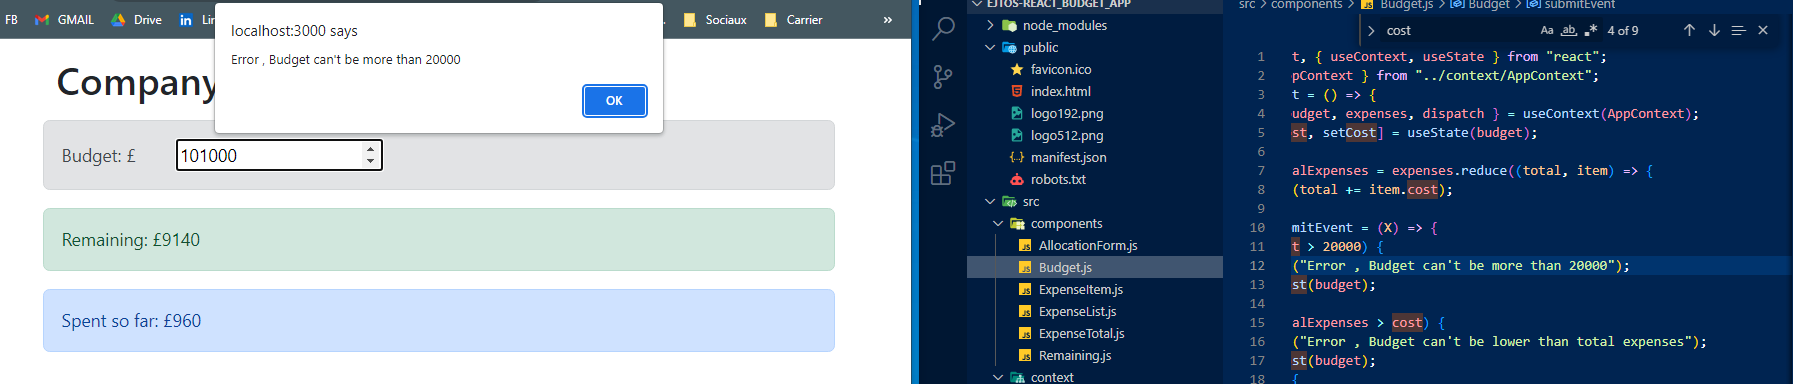 FB
GMAIL
Drive
in Lin
Sociaux
Carrier
»
localhost:3000 says
Error , Budget can't be more than 20000
OK
Company
Budget: £
101000
Remaining: £9140
Spent so far: £960
EJTOS-REACT_BUDGET_APP
node_modules
public
favicon.ico
index.html
logo192.png
logo512.png
manifest.json
robots.txt
src
components
AllocationForm.js
Budget.js
ExpenseItem.js
ExpenseList.js
ExpenseTotal.js
Remaining.js
context
src > components > JS Budget.js > Budget > submitEvent
cost
Aa ab, .* 4 of 9
1 t, { useContext, useState } from "react";
2 pContext } from "../context/AppContext";
3 t = () => {
4 udget, expenses, dispatch } = useContext(AppContext);
5 st, setCost] = useState(budget);
6
7 alExpenses = expenses.reduce((total, item) => {
8 (total += item.cost);
9
10 mitEvent = (X) => {
11 t > 20000) {
12 ("Error , Budget can't be more than 20000");
13 st(budget);
14
15 alExpenses > cost) {
16 ("Error , Budget can't be lower than total expenses");
17 st(budget);
18 {